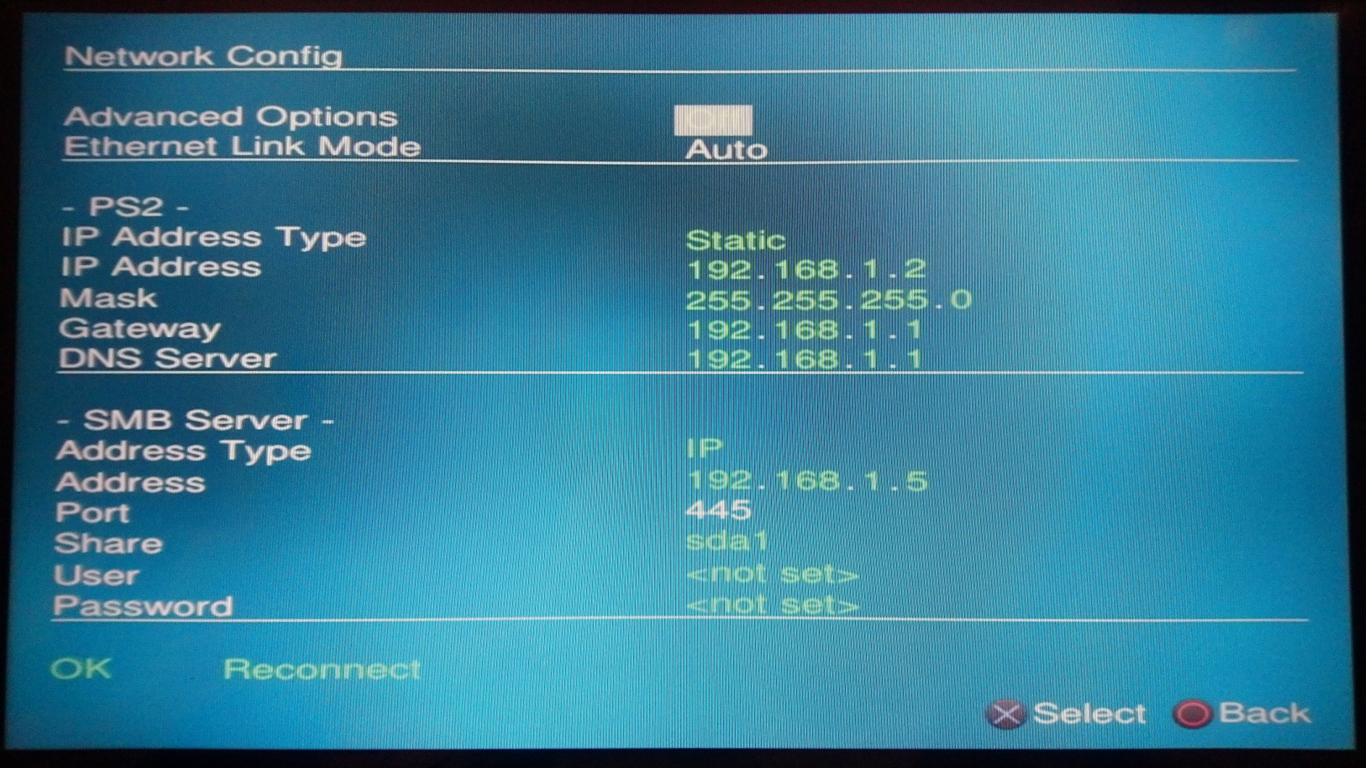 Network Config
Advanced Options Off
Ethernet Link Mode Auto
- PS2 -
IP Address Type Static
IP Address 192.168.1.2
Mask 255.255.255.0
Gateway 192.168.1.1
DNS Server 192.168.1.1
- SMB Server -
Address Type IP
Address 192.168.1.5
Port 445
Share sda1
User <not set>
Password <not set>
OK Reconnect
Select Back